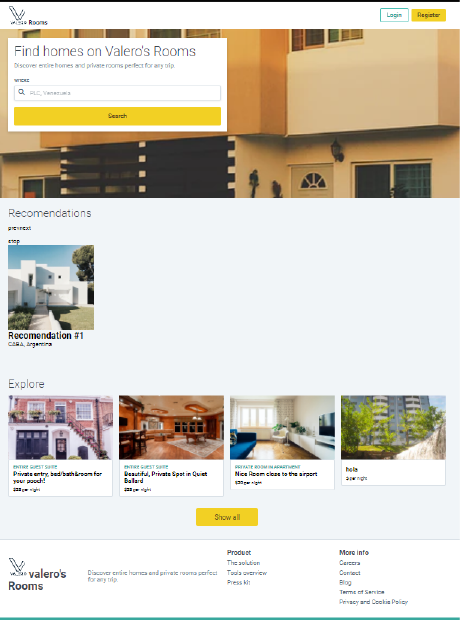 VALERO Rooms
Login
Register
Find homes on Valero's Rooms
Discover entire homes and private rooms perfect for any trip.
WHERE
PLC, Venezuela
Search
Recomendations
prevnext
stop
Recomendation #1
CABA, Argentina
Explore
ENTIRE GUEST SUITE
Private entry, bed/bath&room for
your pooch!
per night
ENTIRE GUEST SUITE
Beautiful, Private Spot in Quiet
Ballard
per night
PRIVATE ROOM IN APARTMENT
Nice Room close to the airport
per night
hola
per night
Show all
VALERO valero's
Rooms
Discover entire homes and private rooms perfect
for any trip.
Product
The solution
Tools overview
Press kit
More info
Careers
Contact
Blog
Terms of Service
Privacy and Cookie Policy